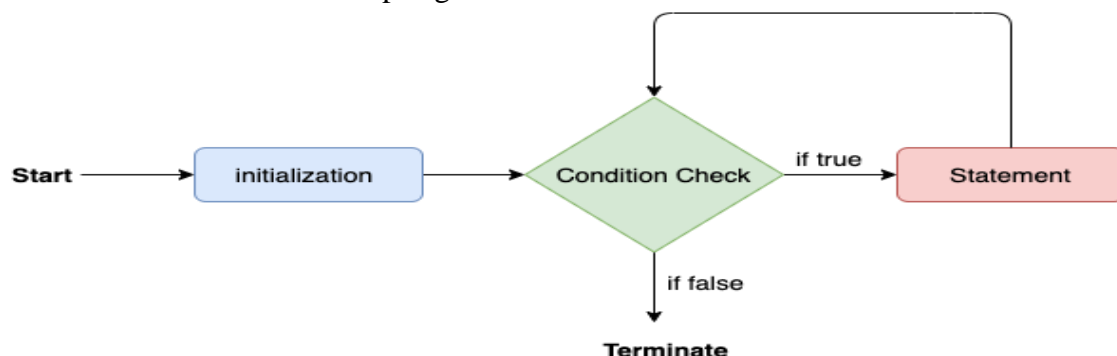 Start
initialization
Condition Check
if true
Statement
if false
Terminate